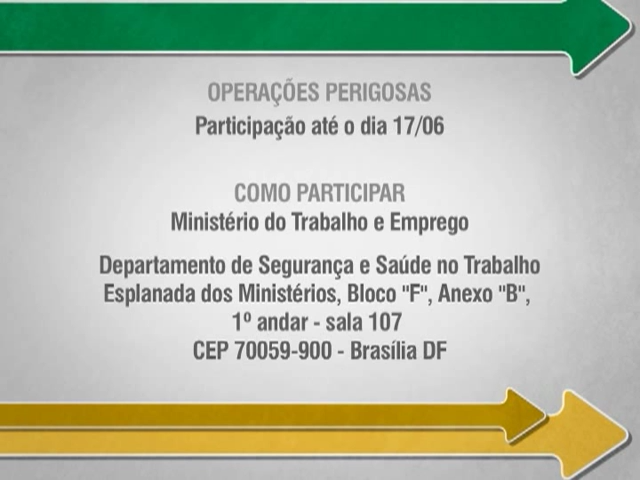 OPERAÇÕES PERIGOSAS
Participação até o dia 17/06
COMO PARTICIPAR
Ministério do Trabalho e Emprego
Departamento de Segurança e Saúde no Trabalho
Esplanada dos Ministérios, Bloco "F", Anexo "B",
1º andar - sala 107
CEP 70059-900 - Brasília DF